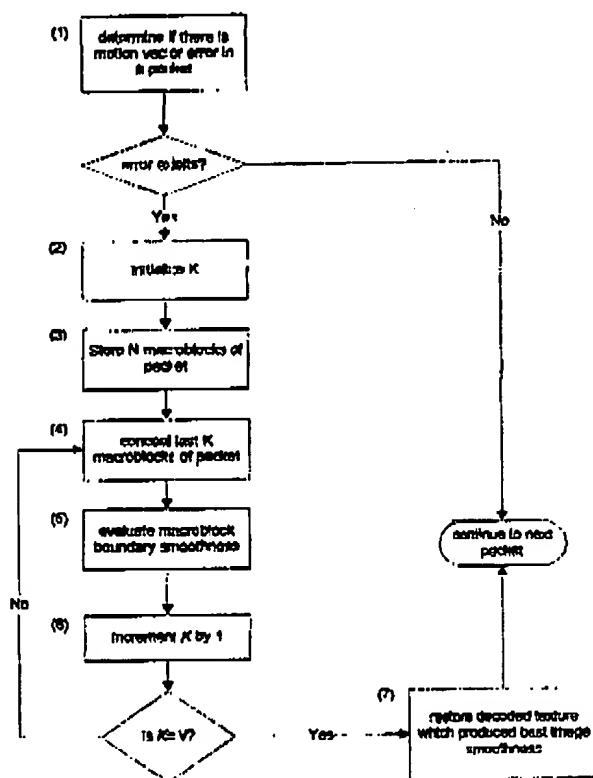 (1)
determine if there is
motion vector error in
a packet
error exists?
Yes
No
(2)
initialize K
(3)
Store N macroblocks of
packet
(4)
conceal last K
macroblocks of packet
(5)
evaluate macroblock
boundary smoothness
continue to next
packet
No
(6)
increment K by 1
(7)
is K= ?
Yes
restore decoded texture
which produced best image
smoothness